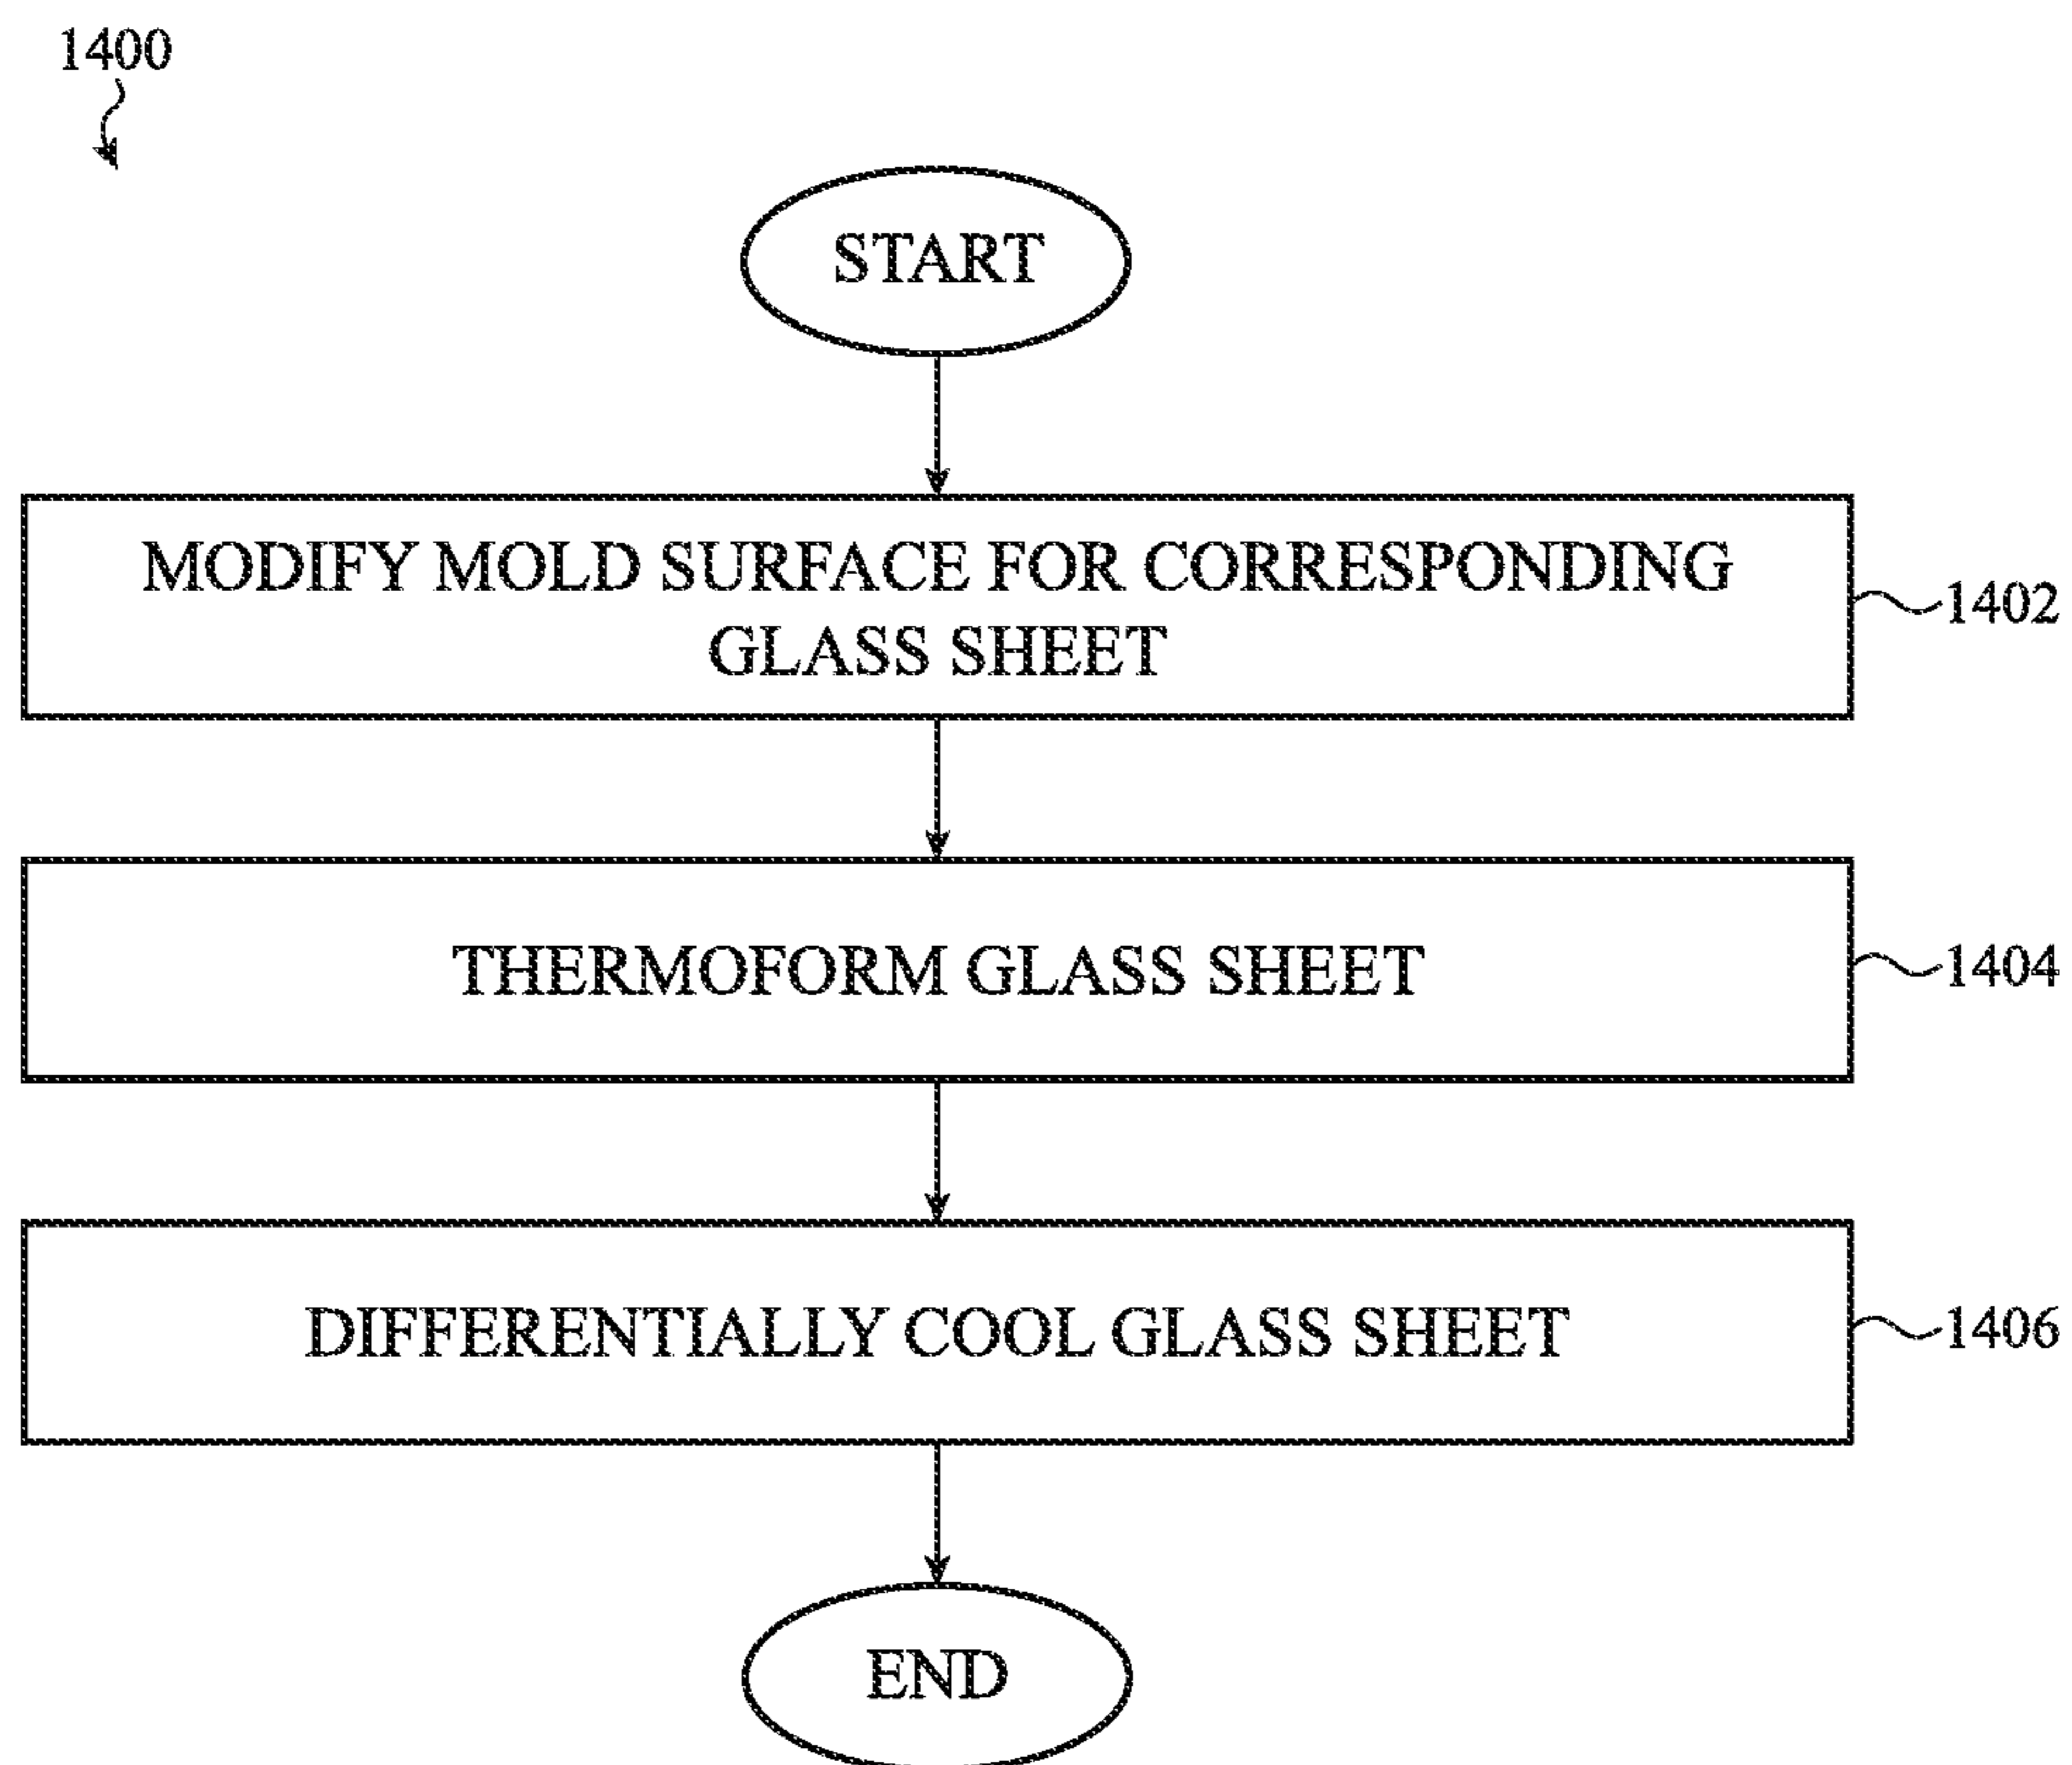 1400
START
MODIFY MOLD SURFACE FOR CORRESPONDING
GLASS SHEET
1402
THERMOFORM GLASS SHEET
1404
DIFFERENTIALLY COOL GLASS SHEET
1406
END